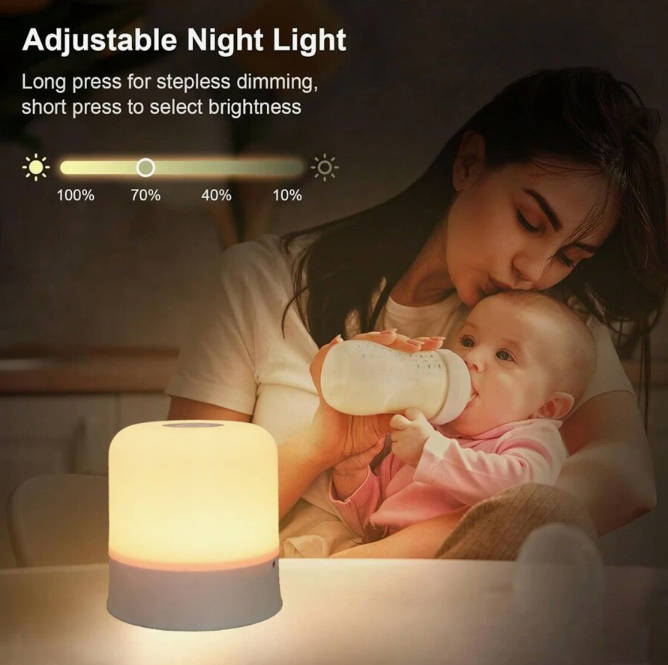 Adjustable Night Light
Long press for stepless dimming,
short press to select brightness
100% 70% 40% 10%